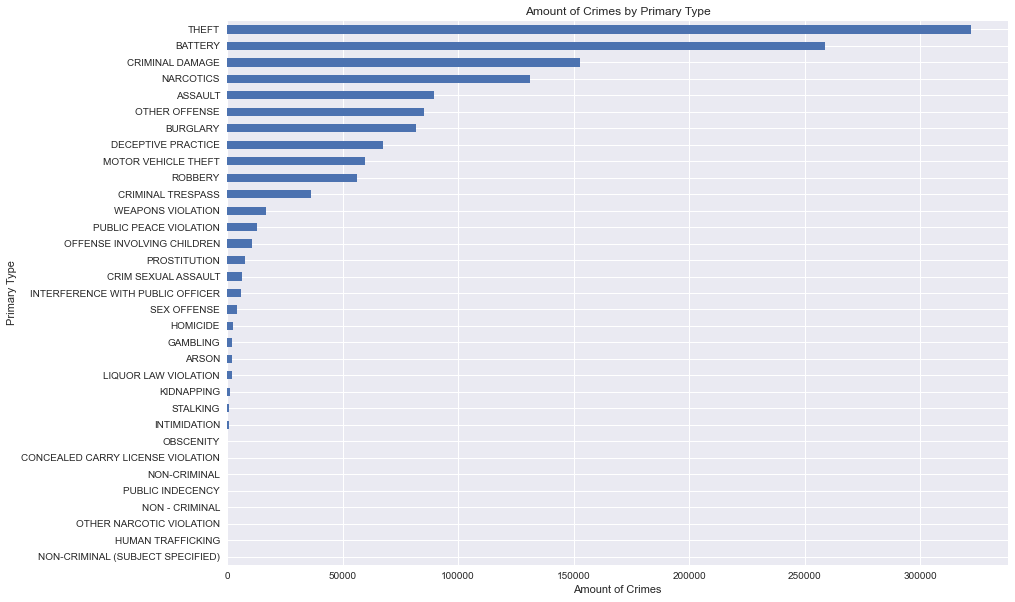 Amount of Crimes by Primary Type
THEFT
BATTERY
CRIMINAL DAMAGE
NARCOTICS
ASSAULT
OTHER OFFENSE
BURGLARY
DECEPTIVE PRACTICE
MOTOR VEHICLE THEFT
ROBBERY
CRIMINAL TRESPASS
WEAPONS VIOLATION
PUBLIC PEACE VIOLATION
OFFENSE INVOLVING CHILDREN
PROSTITUTION
CRIM SEXUAL ASSAULT
INTERFERENCE WITH PUBLIC OFFICER
SEX OFFENSE
HOMICIDE
GAMBLING
ARSON
LIQUOR LAW VIOLATION
KIDNAPPING
STALKING
INTIMIDATION
OBSCENITY
CONCEALED CARRY LICENSE VIOLATION
NON-CRIMINAL
PUBLIC INDECENCY
NON - CRIMINAL
OTHER NARCOTIC VIOLATION
HUMAN TRAFFICKING
NON-CRIMINAL (SUBJECT SPECIFIED)
Primary Type
0 50000 100000 150000 200000 250000 300000
Amount of Crimes